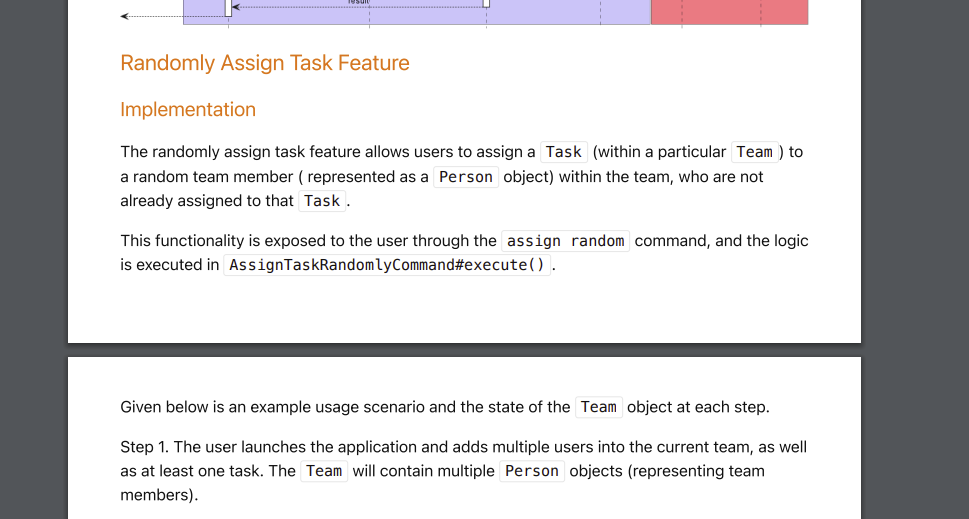 result
Randomly Assign Task Feature
Implementation
The randomly assign task feature allows users to assign a Task (within a particular Team ) to
a random team member ( represented as a Person object) within the team, who are not
already assigned to that Task .
This functionality is exposed to the user through the assign random command, and the logic
is executed in AssignTaskRandomlyCommand#execute() .
Given below is an example usage scenario and the state of the Team object at each step.
Step 1. The user launches the application and adds multiple users into the current team, as well
as at least one task. The Team will contain multiple Person objects (representing team
members).